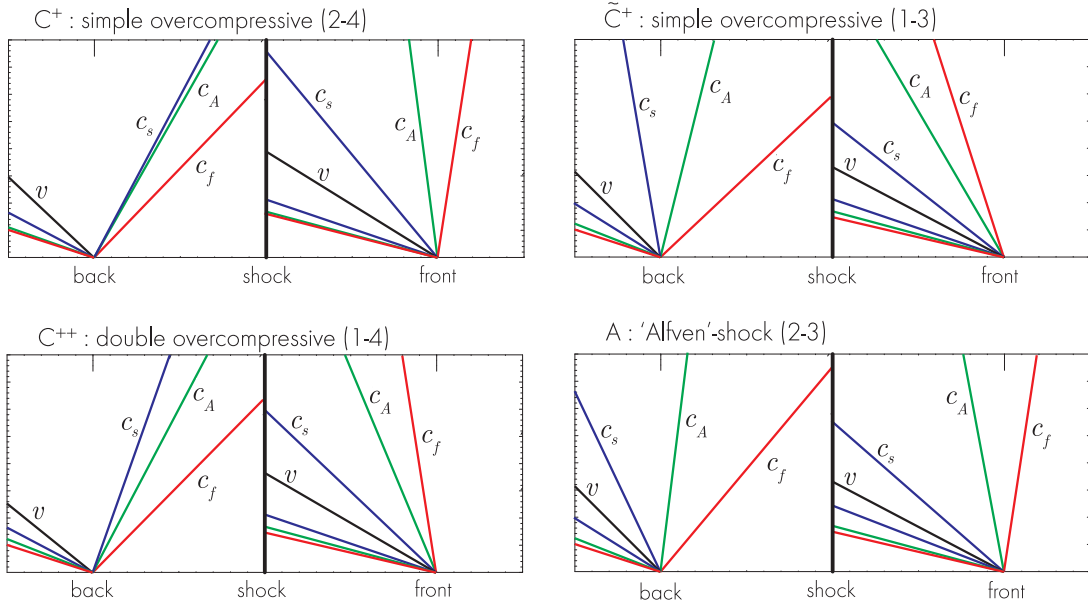 C⁺ : simple overcompressive (2-4)
c_s
c_A
c_f
v
c_s
c_A
c_f
back
shock
front
C̃⁺ : simple overcompressive (1-3)
c_s
c_A
c_f
v
c_s
c_A
c_f
back
shock
front
C⁺⁺ : double overcompressive (1-4)
c_s
c_A
c_f
v
c_s
v
c_A
c_f
back
shock
front
A : 'Alfven'-shock (2-3)
c_s
c_A
c_f
v
c_s
v
c_A
c_f
back
shock
front